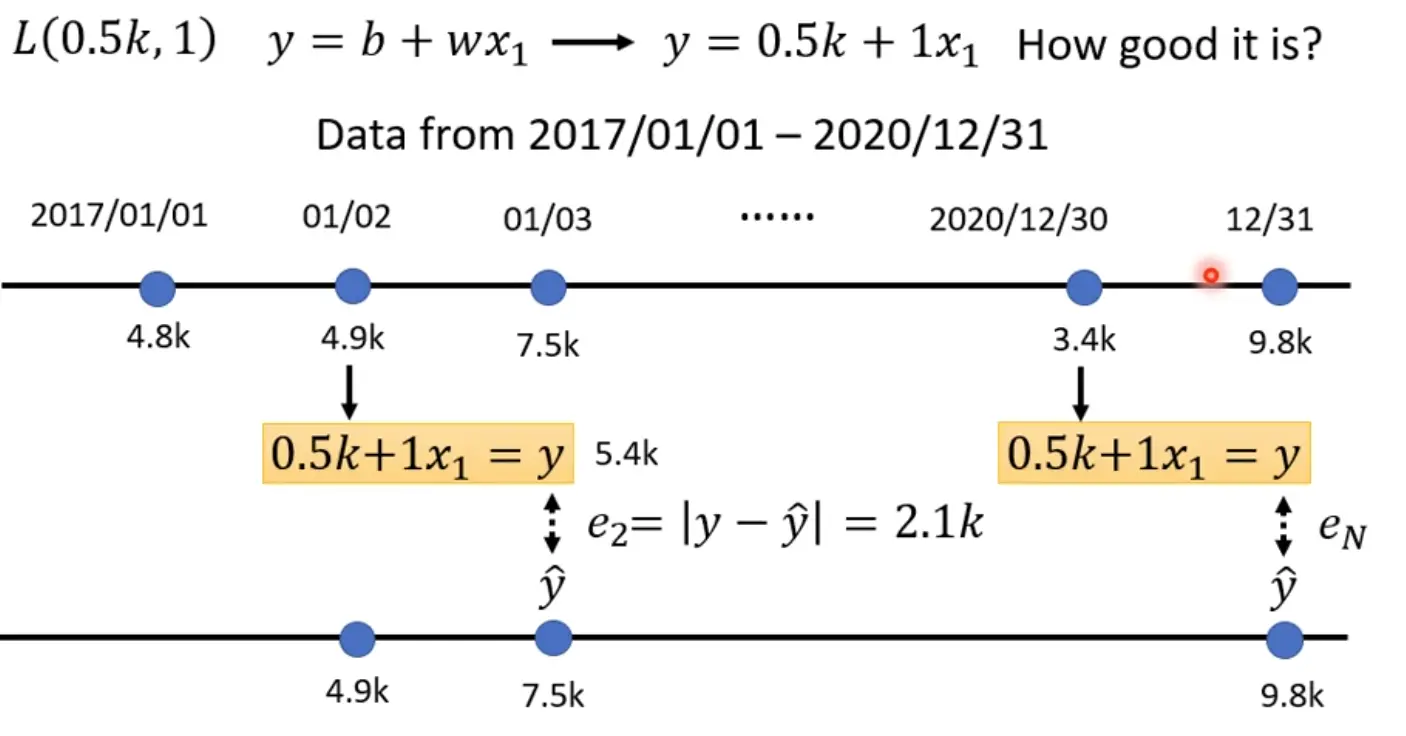 L(0.5k, 1) y = b + wx₁ ⟶ y = 0.5k + 1x₁ How good it is?
Data from 2017/01/01 – 2020/12/31
2017/01/01 01/02 01/03 …… 2020/12/30 12/31
4.8k 4.9k 7.5k 3.4k 9.8k
0.5k+1x₁ = y 5.4k 0.5k+1x₁ = y
e₂= |y − ŷ| = 2.1k e_N
ŷ ŷ
4.9k 7.5k 9.8k